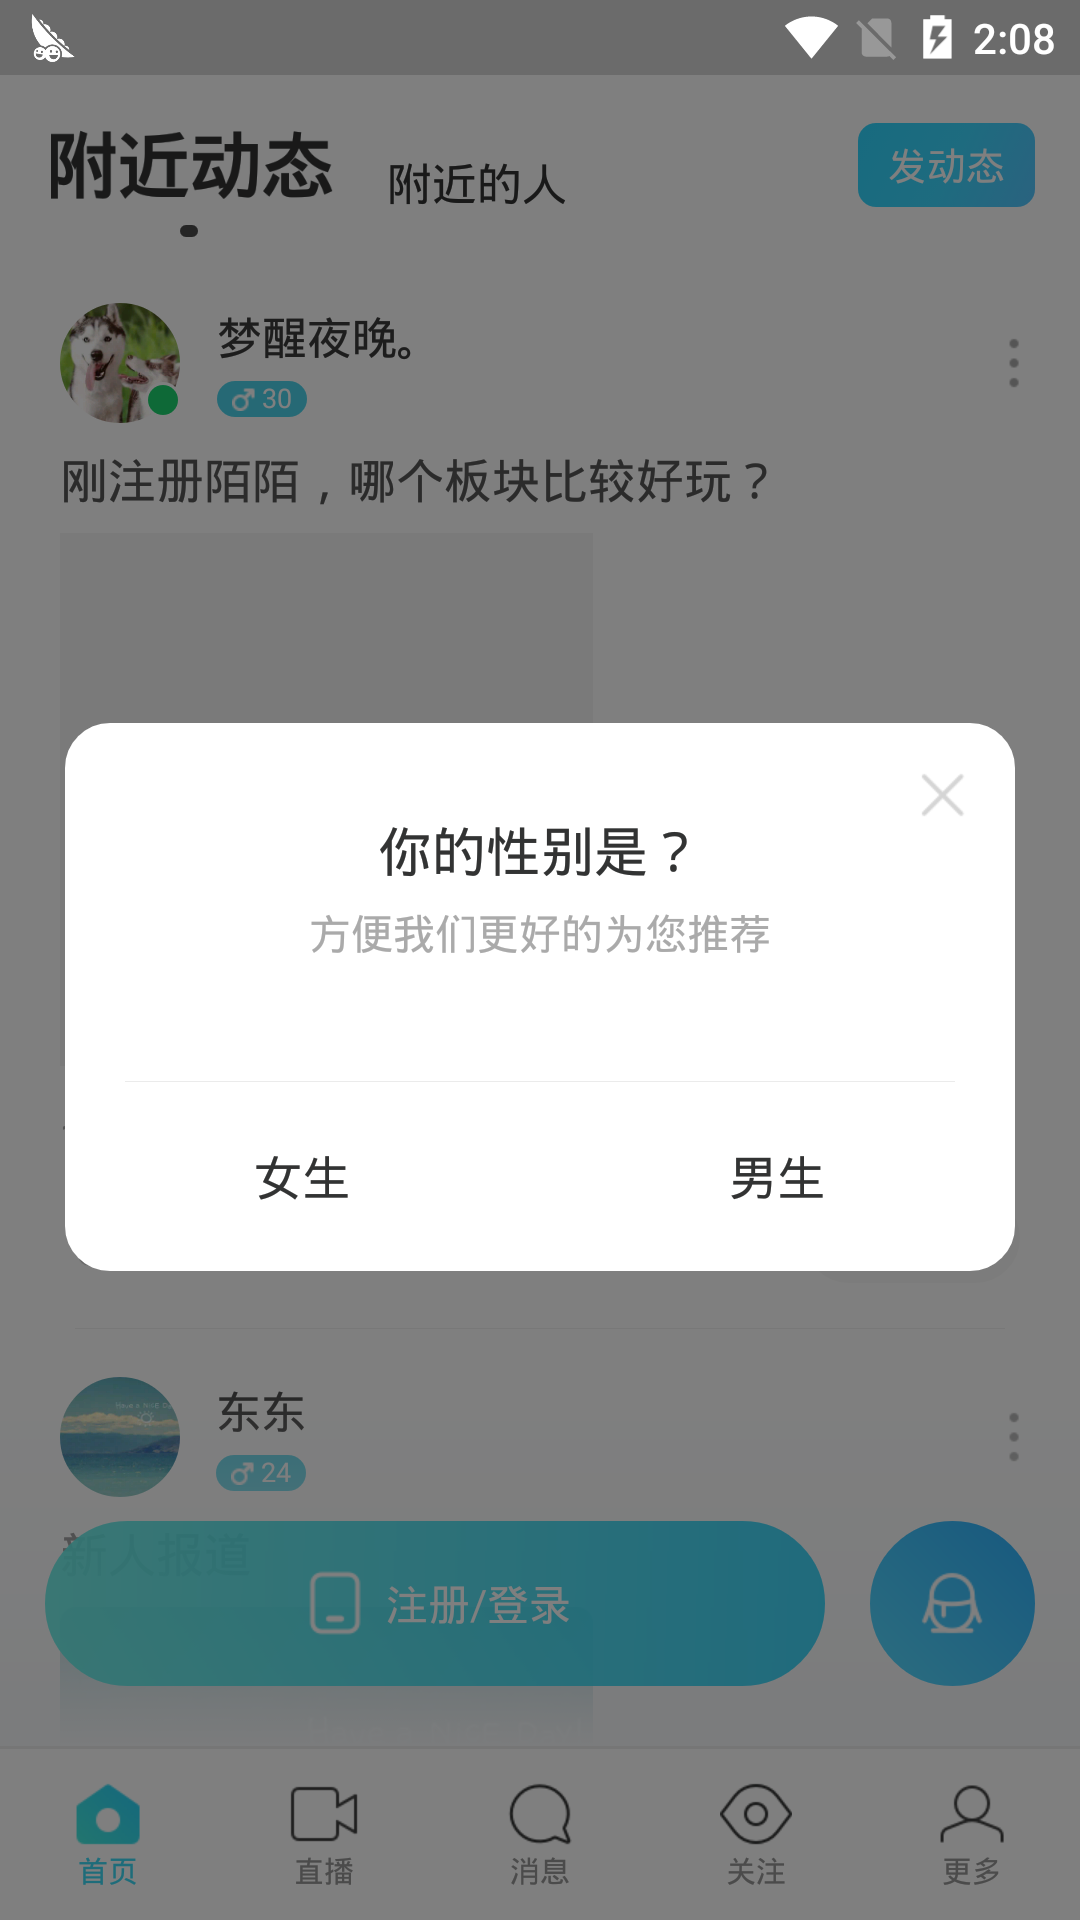 2:08
附近动态
附近的人
发动态
梦醒夜晚。
30
刚注册陌陌，哪个板块比较好玩？
你的性别是？
方便我们更好的为您推荐
女生
男生
东东
24
新人报道
注册/登录
首页
直播
消息
关注
更多